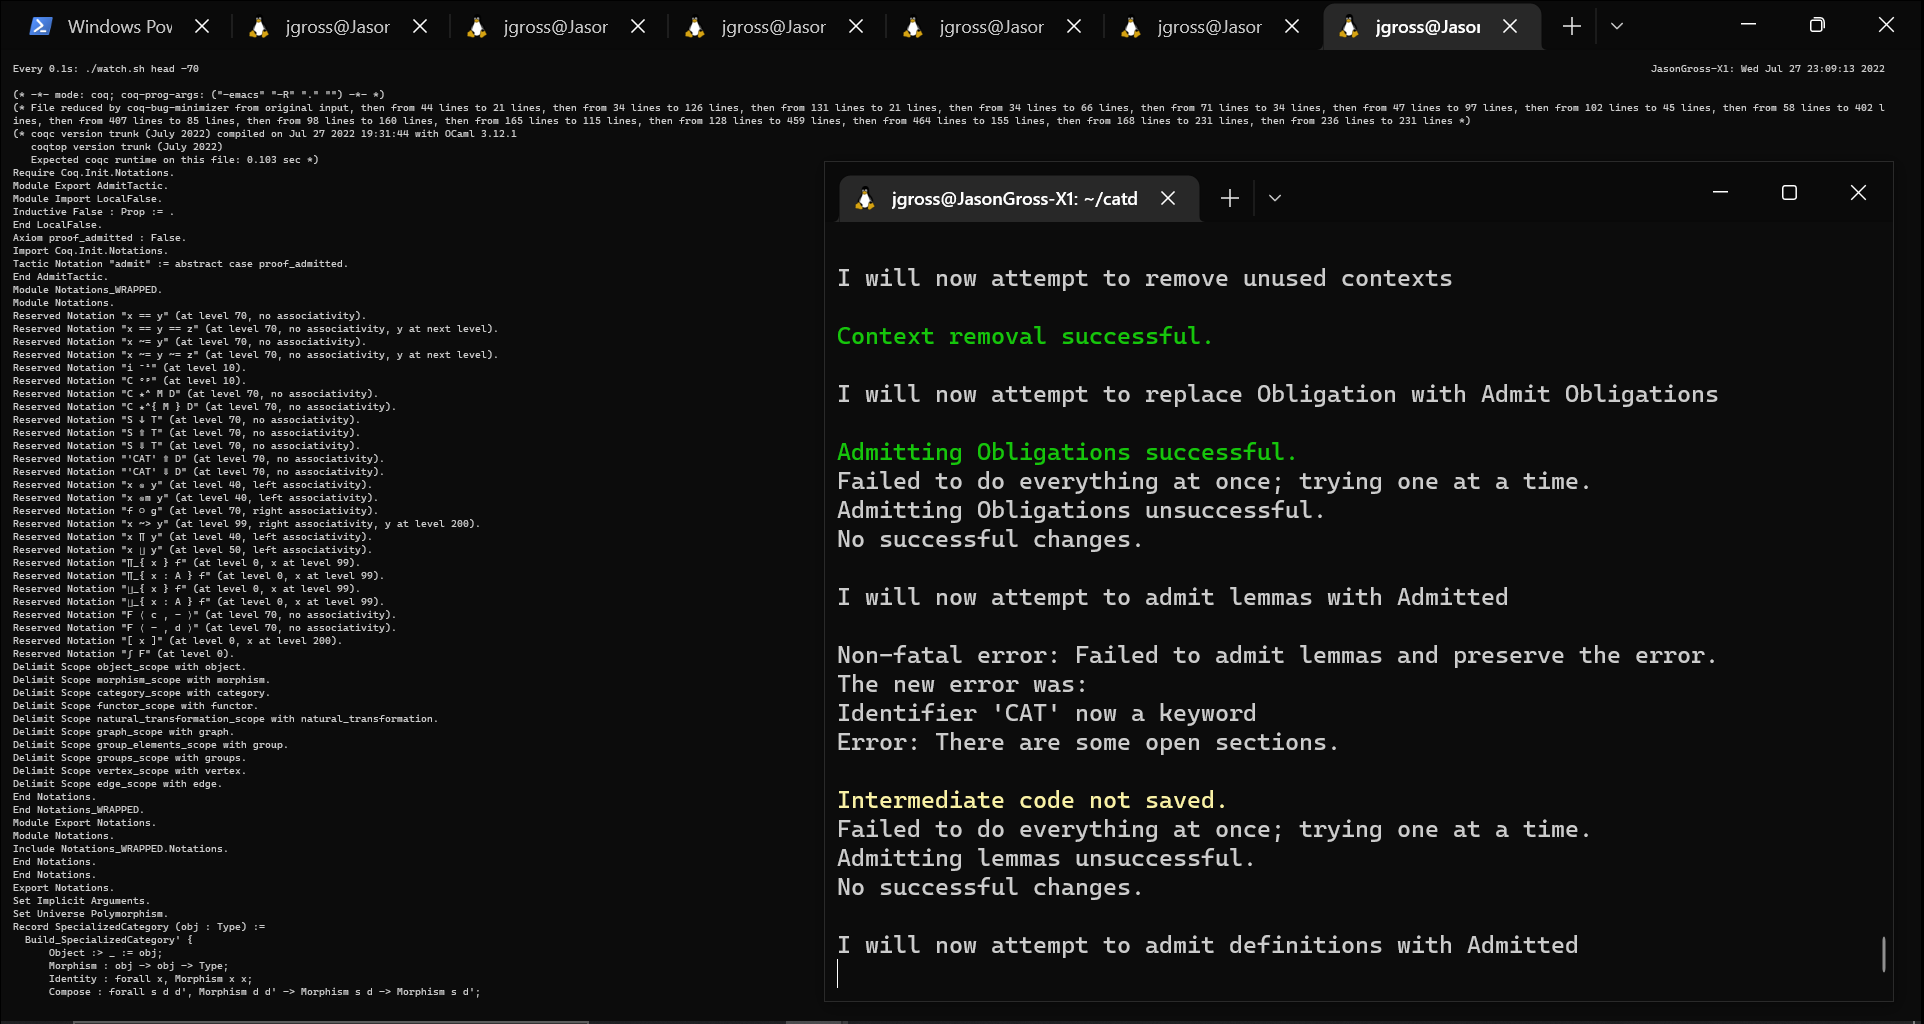 Windows Pov
jgross@Jasor
jgross@Jasor
jgross@Jasor
jgross@Jasor
jgross@Jasor
jgross@Jasor
Every 0.1s: ./watch.sh head -70
JasonGross-X1: Wed Jul 27 23:09:13 2022
(* -*- mode: coq; coq-prog-args: ("-emacs" "-R" "." "") -*- *)
(* File reduced by coq-bug-minimizer from original input, then from 44 lines to 21 lines, then from 34 lines to 126 lines, then from 131 lines to 21 lines, then from 34 lines to 66 lines, then from 71 lines to 34 lines, then from 47 lines to 97 lines, then from 102 lines to 45 lines, then from 58 lines to 402 l
ines, then from 407 lines to 85 lines, then from 98 lines to 160 lines, then from 165 lines to 115 lines, then from 128 lines to 459 lines, then from 464 lines to 155 lines, then from 168 lines to 231 lines, then from 236 lines to 231 lines *)
(* coqc version trunk (July 2022) compiled on Jul 27 2022 19:31:44 with OCaml 3.12.1
coqtop version trunk (July 2022)
Expected coqc runtime on this file: 0.103 sec *)
Require Coq.Init.Notations.
Module Export AdmitTactic.
Module Import LocalFalse.
Inductive False : Prop := .
End LocalFalse.
Axiom proof_admitted : False.
Import Coq.Init.Notations.
Tactic Notation "admit" := abstract case proof_admitted.
End AdmitTactic.
Module Notations_WRAPPED.
Module Notations.
Reserved Notation "x == y" (at level 70, no associativity).
Reserved Notation "x == y == z" (at level 70, no associativity, y at next level).
Reserved Notation "x ~= y" (at level 70, no associativity).
Reserved Notation "x ~= y ~= z" (at level 70, no associativity, y at next level).
Reserved Notation "i ⁻¹" (at level 10).
Reserved Notation "C ᵒᵖ" (at level 10).
Reserved Notation "C ★^ M D" (at level 70, no associativity).
Reserved Notation "C ★^{ M } D" (at level 70, no associativity).
Reserved Notation "S ↓ T" (at level 70, no associativity).
Reserved Notation "S ⇑ T" (at level 70, no associativity).
Reserved Notation "S ⇓ T" (at level 70, no associativity).
Reserved Notation "'CAT' ⇑ D" (at level 70, no associativity).
Reserved Notation "'CAT' ⇓ D" (at level 70, no associativity).
Reserved Notation "x ⊗ y" (at level 40, left associativity).
Reserved Notation "x ⊗m y" (at level 40, left associativity).
Reserved Notation "f ○ g" (at level 70, right associativity).
Reserved Notation "x ~> y" (at level 99, right associativity, y at level 200).
Reserved Notation "x ∏ y" (at level 40, left associativity).
Reserved Notation "x ∐ y" (at level 50, left associativity).
Reserved Notation "∏_{ x } f" (at level 0, x at level 99).
Reserved Notation "∏_{ x : A } f" (at level 0, x at level 99).
Reserved Notation "∐_{ x } f" (at level 0, x at level 99).
Reserved Notation "∐_{ x : A } f" (at level 0, x at level 99).
Reserved Notation "F ⟨ c , - ⟩" (at level 70, no associativity).
Reserved Notation "F ⟨ - , d ⟩" (at level 70, no associativity).
Reserved Notation "[ x ]" (at level 0, x at level 200).
Reserved Notation "∫ F" (at level 0).
Delimit Scope object_scope with object.
Delimit Scope morphism_scope with morphism.
Delimit Scope category_scope with category.
Delimit Scope functor_scope with functor.
Delimit Scope natural_transformation_scope with natural_transformation.
Delimit Scope graph_scope with graph.
Delimit Scope group_elements_scope with group.
Delimit Scope groups_scope with groups.
Delimit Scope vertex_scope with vertex.
Delimit Scope edge_scope with edge.
End Notations.
End Notations_WRAPPED.
Module Export Notations.
Module Notations.
Include Notations_WRAPPED.Notations.
End Notations.
End Notations.
Export Notations.
Set Implicit Arguments.
Set Universe Polymorphism.
Record SpecializedCategory (obj : Type) :=
Build_SpecializedCategory' {
Object :> _ := obj;
Morphism : obj -> obj -> Type;
Identity : forall x, Morphism x x;
Compose : forall s d d', Morphism d d' -> Morphism s d -> Morphism s d';
jgross@JasonGross-X1: ~/catd
I will now attempt to remove unused contexts
Context removal successful.
I will now attempt to replace Obligation with Admit Obligations
Admitting Obligations successful.
Failed to do everything at once; trying one at a time.
Admitting Obligations unsuccessful.
No successful changes.
I will now attempt to admit lemmas with Admitted
Non-fatal error: Failed to admit lemmas and preserve the error.
The new error was:
Identifier 'CAT' now a keyword
Error: There are some open sections.
Intermediate code not saved.
Failed to do everything at once; trying one at a time.
Admitting lemmas unsuccessful.
No successful changes.
I will now attempt to admit definitions with Admitted